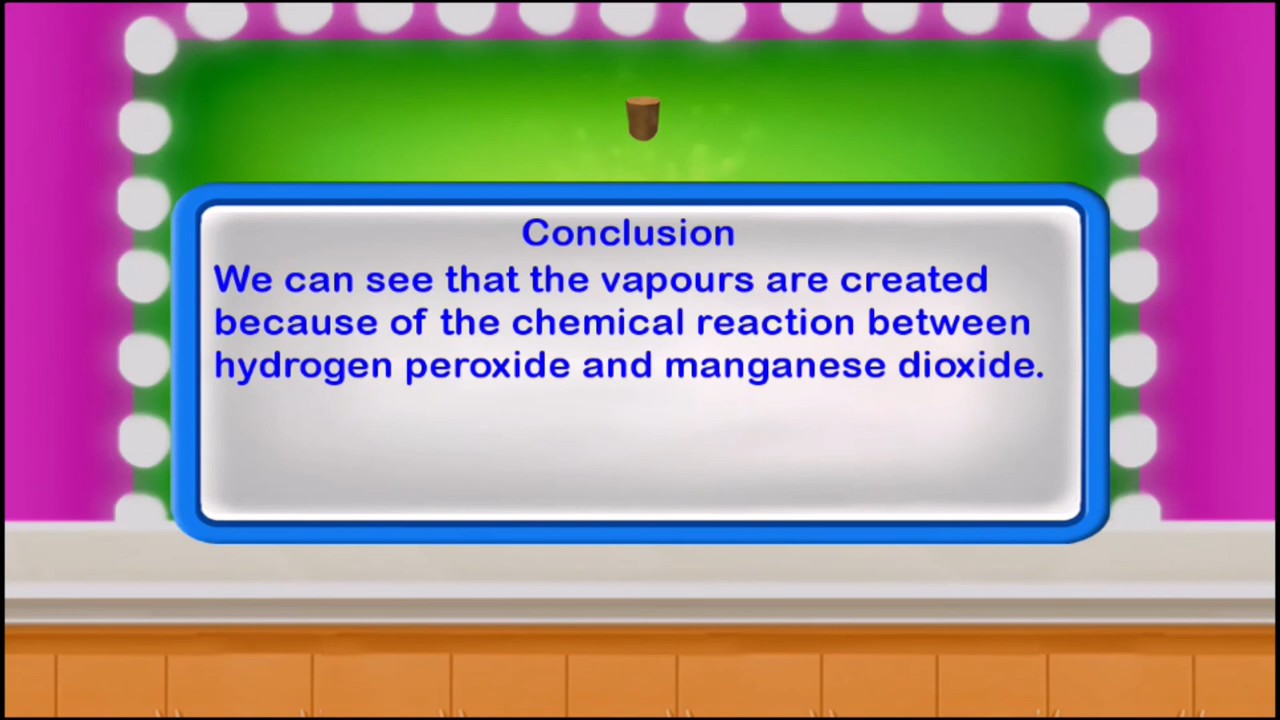 Conclusion
We can see that the vapours are created
because of the chemical reaction between
hydrogen peroxide and manganese dioxide.